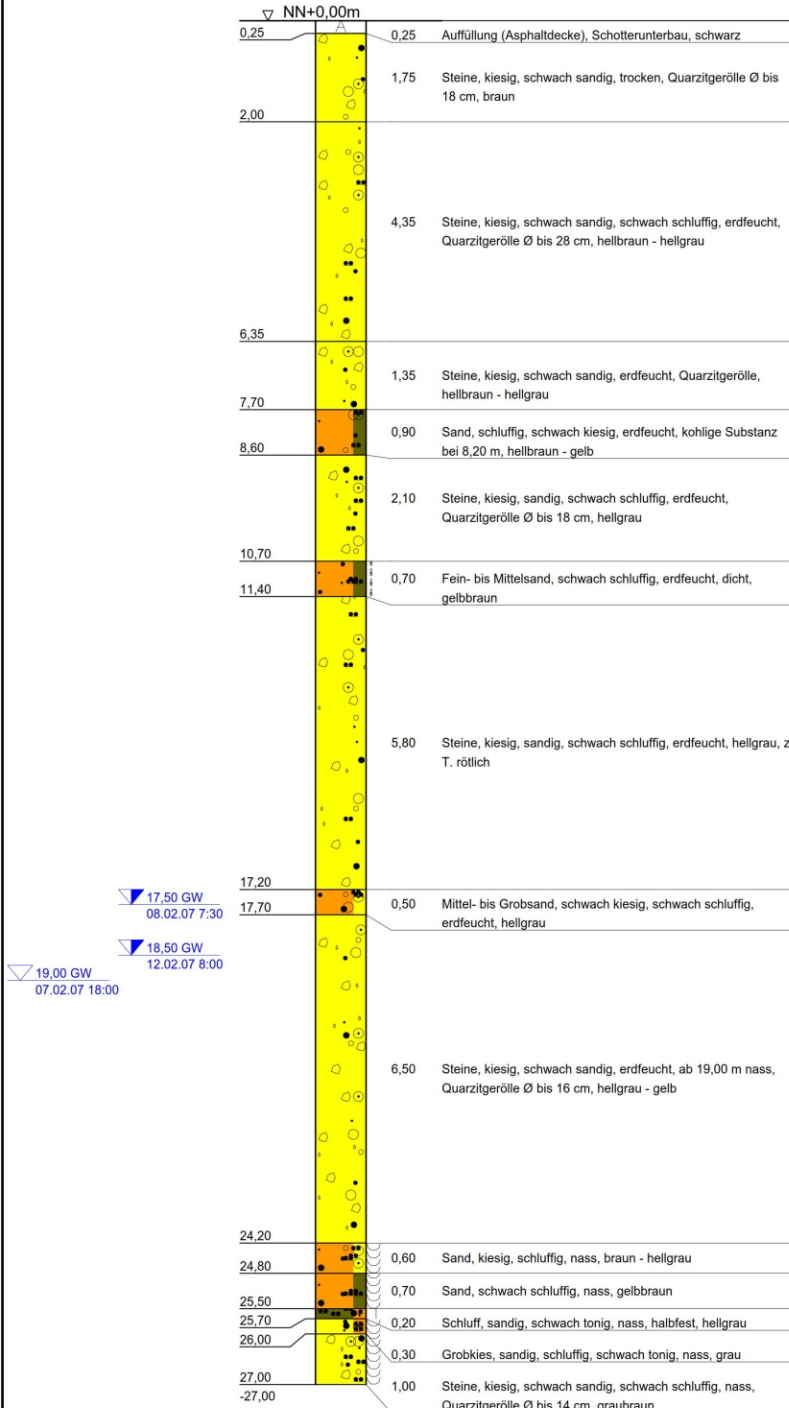 NN+0,00m
A
0,25
0,25 Auffüllung (Asphaltdecke), Schotterunterbau, schwarz
1,75 Steine, kiesig, schwach sandig, trocken, Quarzitgerölle Ø bis
18 cm, braun
2,00
4,35 Steine, kiesig, schwach sandig, schwach schluffig, erdfeucht,
Quarzitgerölle Ø bis 28 cm, hellbraun - hellgrau
6,35
1,35 Steine, kiesig, schwach sandig, erdfeucht, Quarzitgerölle,
hellbraun - hellgrau
7,70
0,90 Sand, schluffig, schwach kiesig, erdfeucht, kohlige Substanz
bei 8,20 m, hellbraun - gelb
8,60
2,10 Steine, kiesig, sandig, schwach schluffig, erdfeucht,
Quarzitgerölle Ø bis 18 cm, hellgrau
10,70
0,70 Fein- bis Mittelsand, schwach schluffig, erdfeucht, dicht,
gelbbraun
11,40
5,80 Steine, kiesig, sandig, schwach schluffig, erdfeucht, hellgrau, z
T. rötlich
17,20
17,50 GW
08.02.07 7:30
0,50 Mittel- bis Grobsand, schwach kiesig, schwach schluffig,
erdfeucht, hellgrau
17,70
18,50 GW
12.02.07 8:00
19,00 GW
07.02.07 18:00
6,50 Steine, kiesig, schwach sandig, erdfeucht, ab 19,00 m nass,
Quarzitgerölle Ø bis 16 cm, hellgrau - gelb
24,20
0,60 Sand, kiesig, schluffig, nass, braun - hellgrau
24,80
0,70 Sand, schwach schluffig, nass, gelbbraun
25,50
25,70
0,20 Schluff, sandig, schwach tonig, nass, halbfest, hellgrau
26,00
0,30 Grobkies, sandig, schluffig, schwach tonig, nass, grau
27,00
-27,00
1,00 Steine, kiesig, schwach sandig, schwach schluffig, nass,
Quarzitgerölle Ø bis 14 cm, graubraun